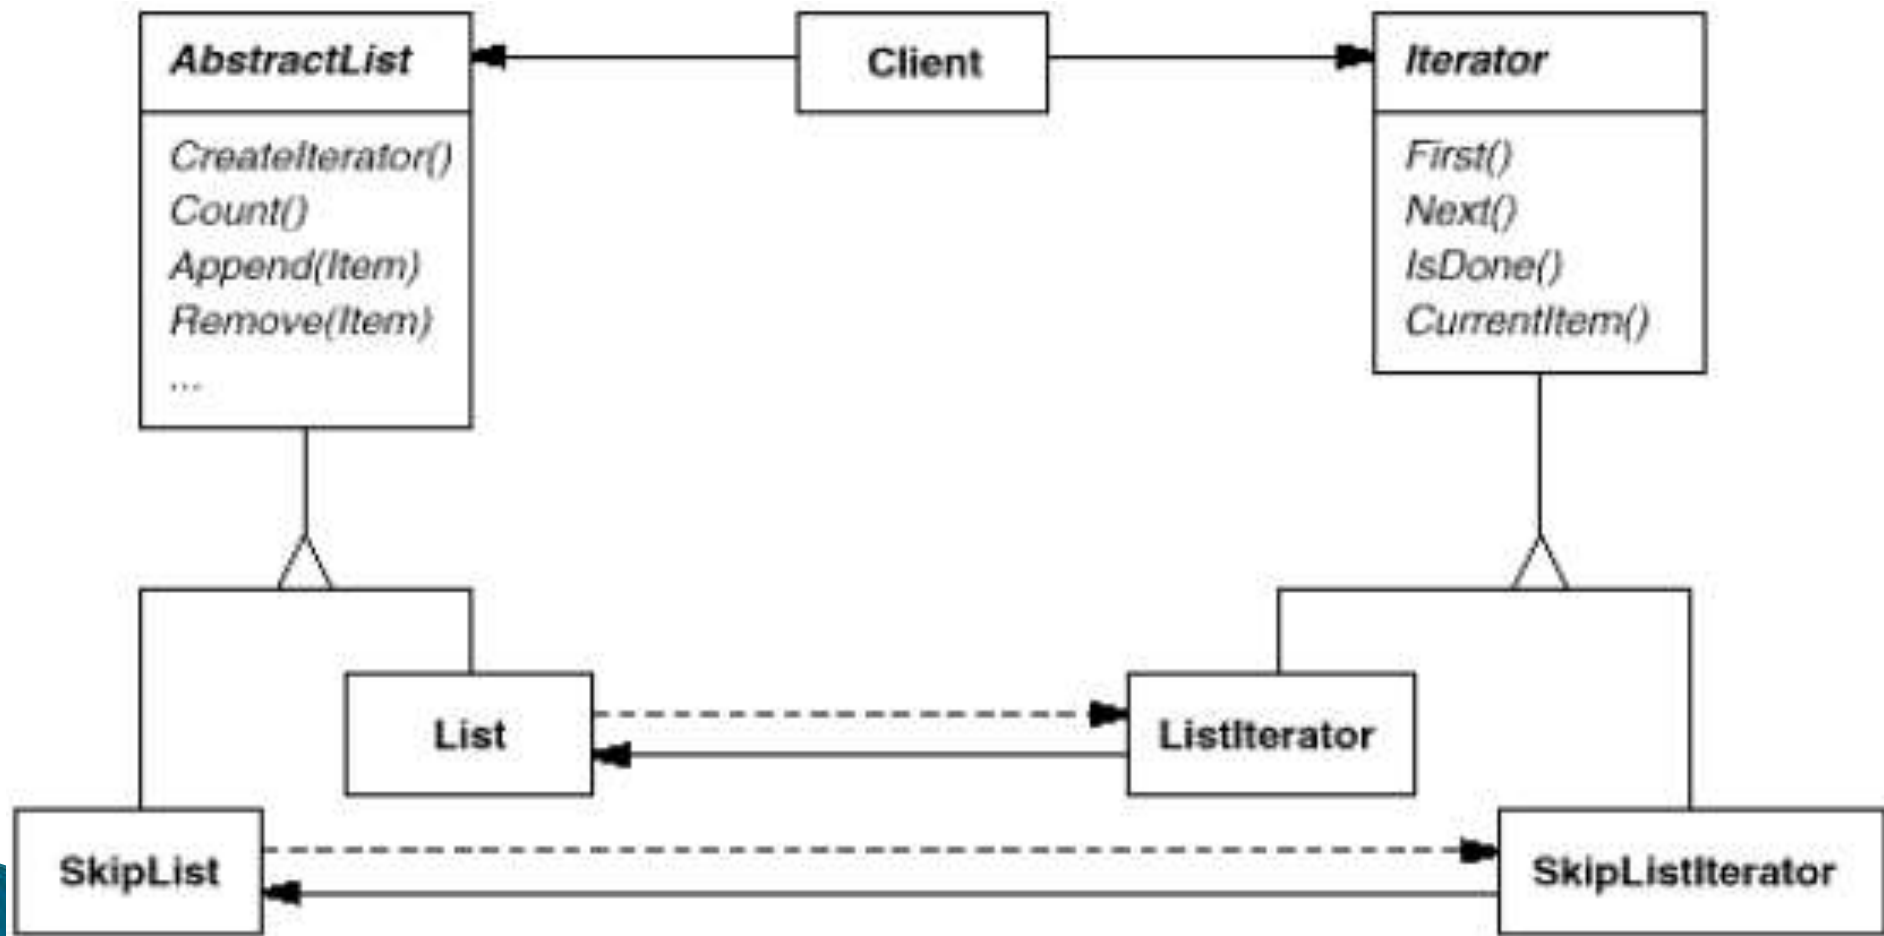 AbstractList
CreateIterator()
Count()
Append(Item)
Remove(Item)
...
Client
Iterator
First()
Next()
IsDone()
CurrentItem()
List
ListIterator
SkipList
SkipListIterator